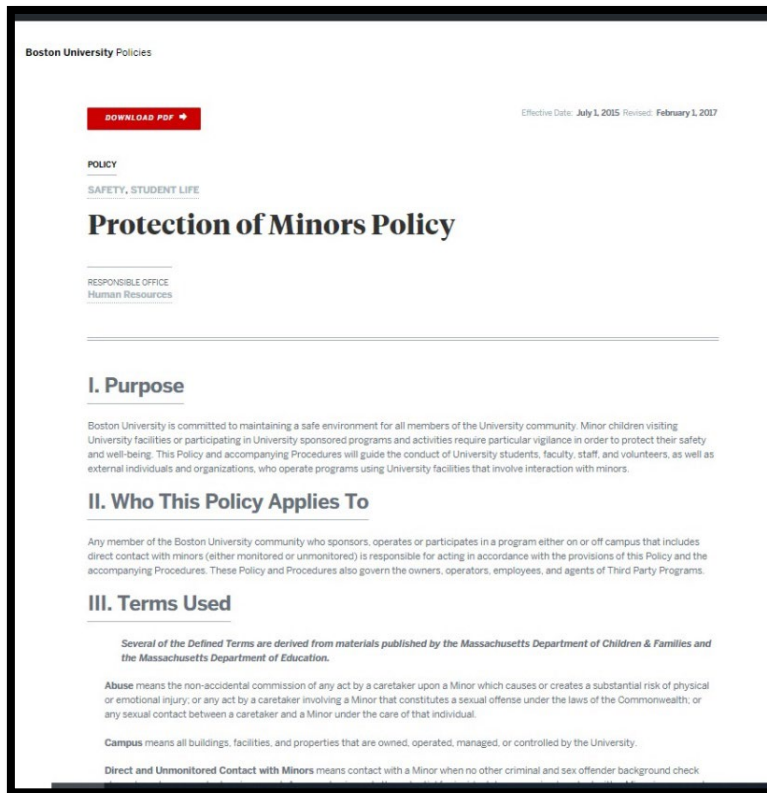 Boston University Policies
DOWNLOAD PDF
Effective Date: July 1, 2015 Revised: February 1, 2017
POLICY
SAFETY, STUDENT LIFE
Protection of Minors Policy
RESPONSIBLE OFFICE
Human Resources
I. Purpose
Boston University is committed to maintaining a safe environment for all members of the University community. Minor children visiting
University facilities or participating in University sponsored programs and activities require particular vigilance in order to protect their safety
and well-being. This Policy and accompanying Procedures will guide the conduct of University students, faculty, staff, and volunteers, as well as
external individuals and organizations, who operate programs using University facilities that involve interaction with minors.
II. Who This Policy Applies To
Any member of the Boston University community who sponsors, operates or participates in a program either on or off campus that includes
direct contact with minors (either monitored or unmonitored) is responsible for acting in accordance with the provisions of this Policy and the
accompanying Procedures. These Policy and Procedures also govern the owners, operators, employees, and agents of Third Party Programs.
III. Terms Used
Several of the Defined Terms are derived from materials published by the Massachusetts Department of Children & Families and
the Massachusetts Department of Education.
Abuse means the non-accidental commission of any act by a caretaker upon a Minor which causes or creates a substantial risk of physical
or emotional injury; or any act by a caretaker involving a Minor that constitutes a sexual offense under the laws of the Commonwealth; or
any sexual contact between a caretaker and a Minor under the care of that individual.
Campus means all buildings, facilities, and properties that are owned, operated, managed, or controlled by the University.
Direct and Unmonitored Contact with Minors means contact with a Minor when no other criminal and sex offender background check